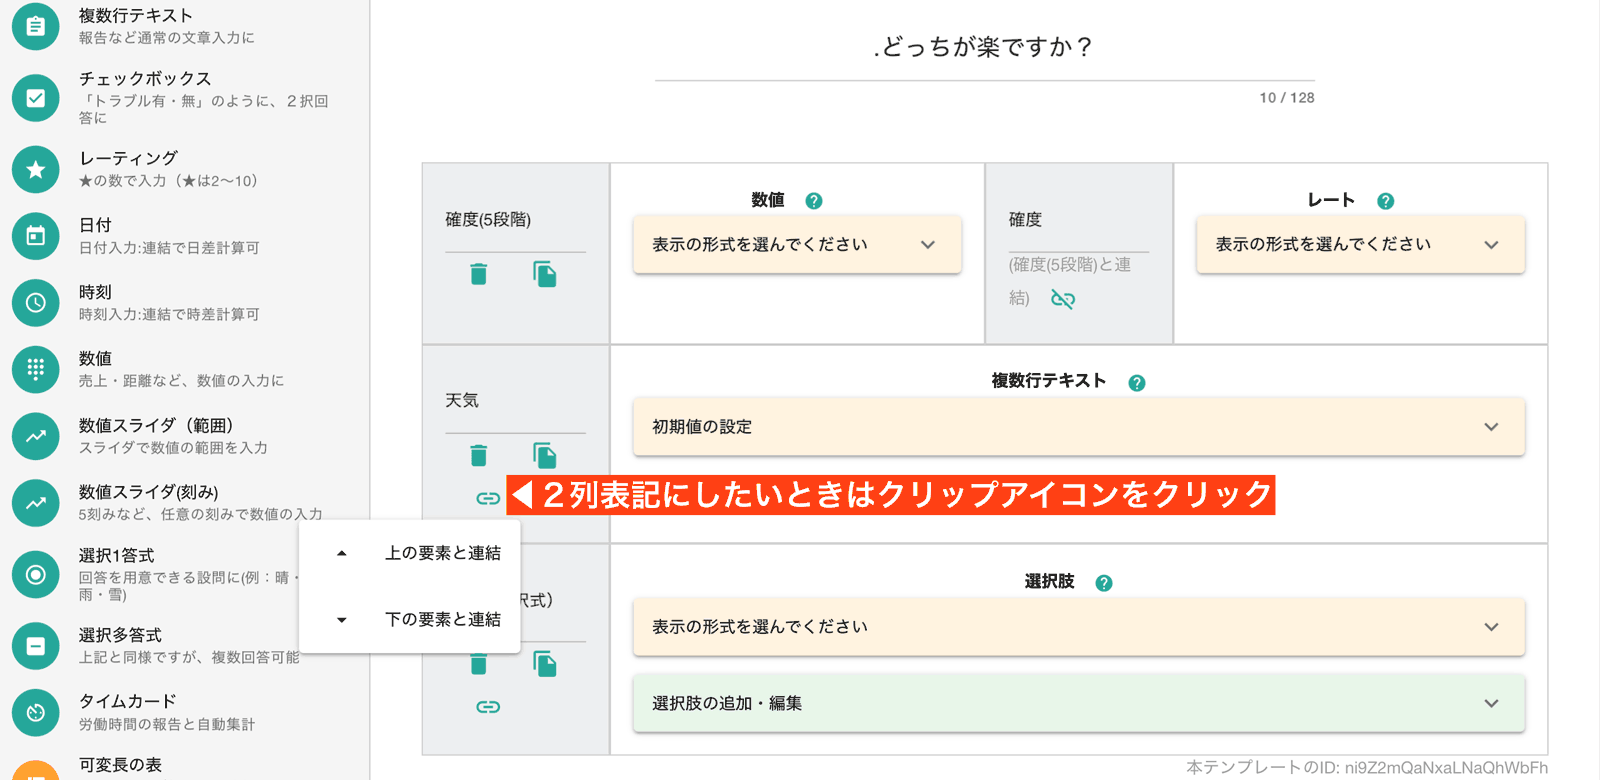 複数行テキスト
報告など通常の文章入力に
チェックボックス
「トラブル有・無」のように、２択回
答に
レーティング
★の数で入力（★は2〜10）
日付
日付入力:連結で日差計算可
時刻
時刻入力:連結で時差計算可
数値
売上・距離など、数値の入力に
数値スライダ（範囲）
スライダで数値の範囲を入力
数値スライダ(刻み)
5刻みなど、任意の刻みで数値の入力
選択1答式
回答を用意できる設問に(例：晴・
雨・雪)
選択多答式
上記と同様ですが、複数回答可能
タイムカード
労働時間の報告と自動集計
可変長の表
.どっちが楽ですか？
10 / 128
確度(5段階)
数値
表示の形式を選んでください
確度
(確度(5段階)と連
結)
レート
表示の形式を選んでください
天気
複数行テキスト
初期値の設定
◀２列表記にしたいときはクリップアイコンをクリック
上の要素と連結
下の要素と連結
択式）
選択肢
表示の形式を選んでください
選択肢の追加・編集
本テンプレートのID: ni9Z2mQaNxaLNaQhWbFh